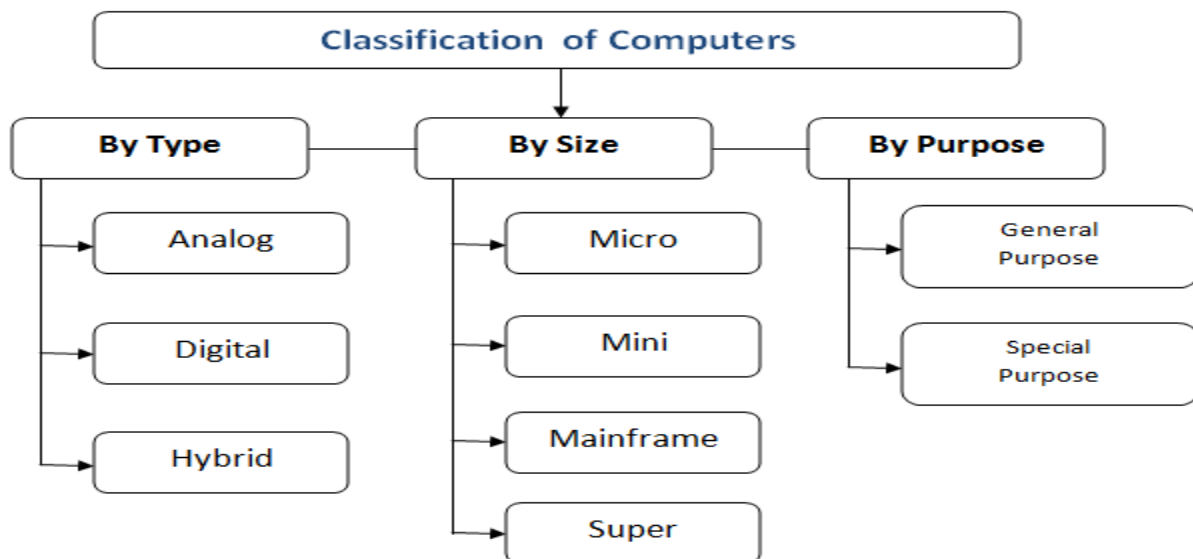 Classification of Computers
By Type
By Size
By Purpose
Analog
Digital
Hybrid
Micro
Mini
Mainframe
Super
General
Purpose
Special
Purpose